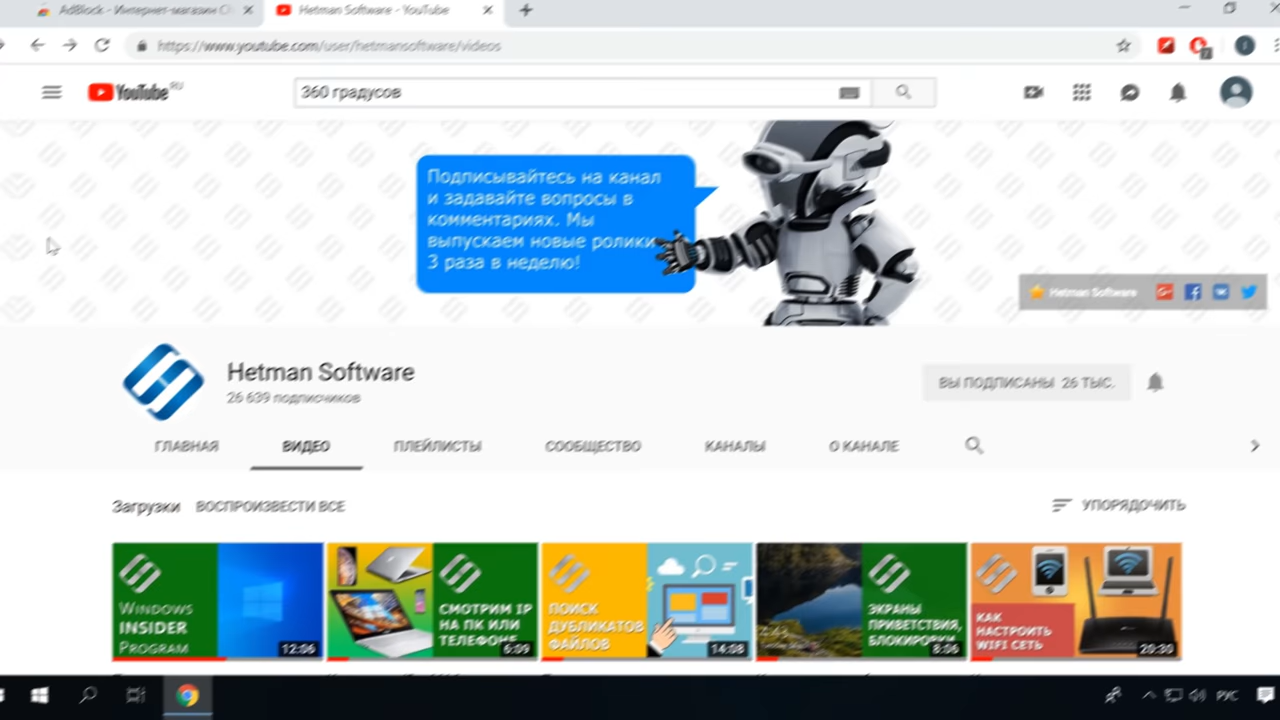 AdBlock - Интернет-магазин Ch
Hetman Software - YouTube
https://www.youtube.com/user/hetmansoftware/videos
YouTube RU
360 градусов
Подписывайтесь на канал
и задавайте вопросы в
комментариях. Мы
выпускаем новые ролики
3 раза в неделю!
Hetman Software
Hetman Software
26 639 подписчиков
ВЫ ПОДПИСАНЫ 26 ТЫС.
ГЛАВНАЯ ВИДЕО ПЛЕЙЛИСТЫ СООБЩЕСТВО КАНАЛЫ О КАНАЛЕ
Загрузки ВОСПРОИЗВЕСТИ ВСЕ
УПОРЯДОЧИТЬ
WINDOWS
INSIDER
PROGRAM
12:06
СМОТРИМ IP
НА ПК ИЛИ
ТЕЛЕФОНЕ
6:09
ПОИСК
ДУБЛИКАТОВ
ФАЙЛОВ
14:08
2:43
ЭКРАНЫ
ПРИВЕТСТВИЯ,
БЛОКИРОВКИ
8:06
КАК
НАСТРОИТЬ
WIFI СЕТЬ
20:30
РУС